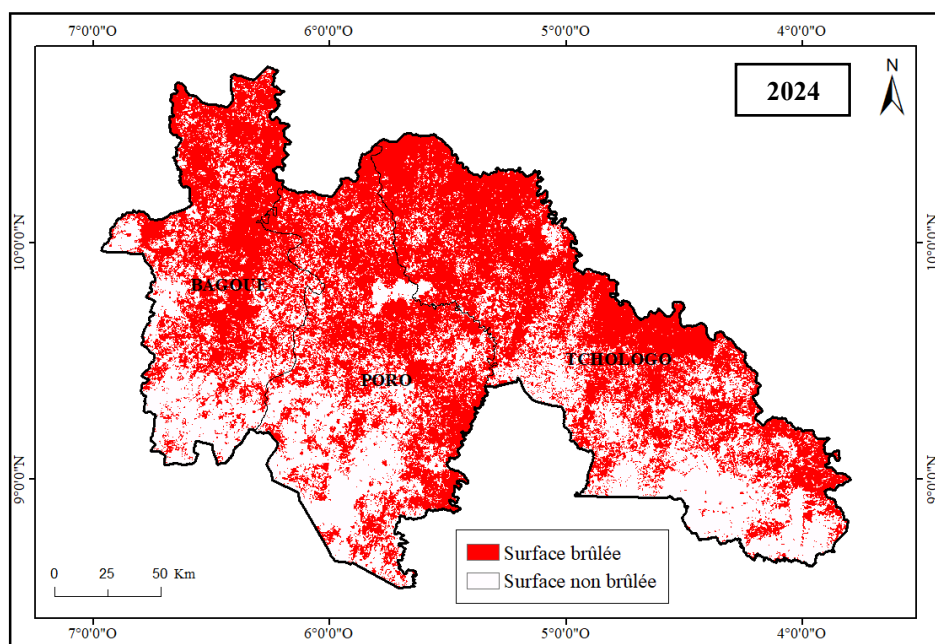 7°0'0"O 6°0'0"O 5°0'0"O 4°0'0"O
N
2024
10°0'0"N 10°0'0"N
BAGOUE
TCHOLOGO
PORO
9°0'0"N 9°0'0"N
Surface brûlée
Surface non brûlée
0 25 50 Km
7°0'0"O 6°0'0"O 5°0'0"O 4°0'0"O